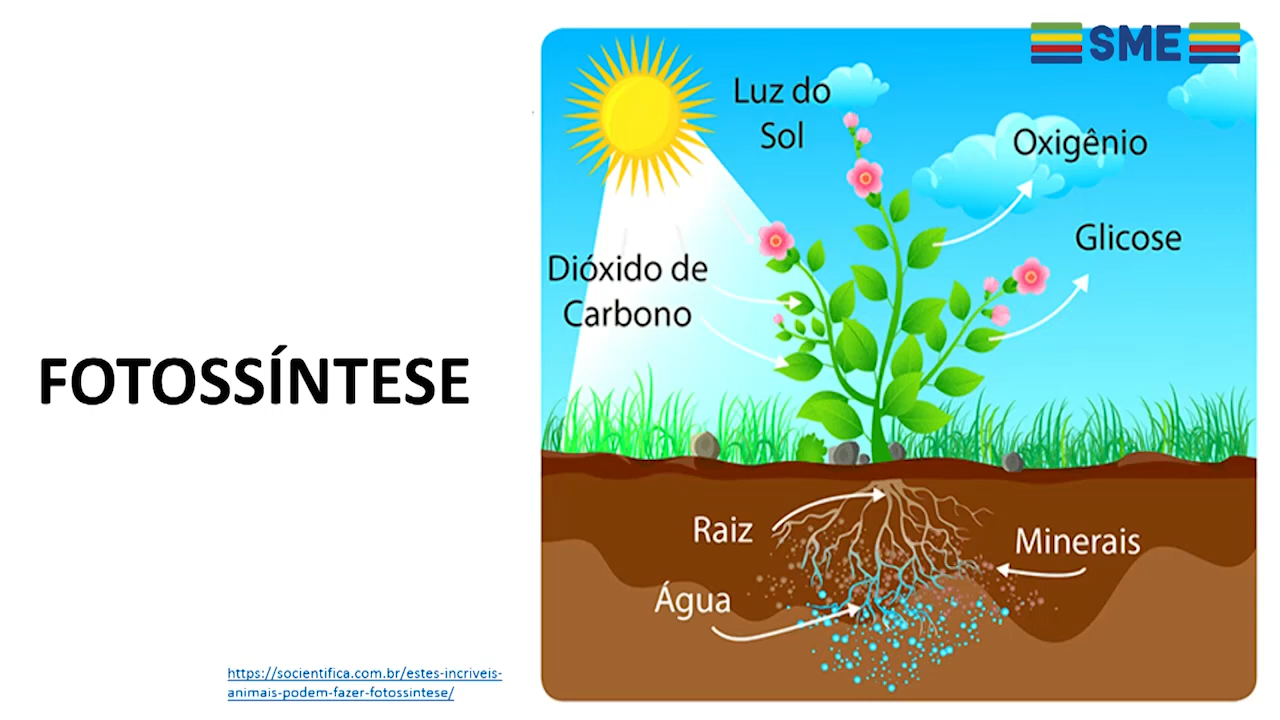 SME
Luz do
Sol
Oxigênio
Glicose
Dióxido de
Carbono
FOTOSSÍNTESE
Raiz
Minerais
Água
https://socientifica.com.br/estes-incriveis-
animais-podem-fazer-fotossintese/